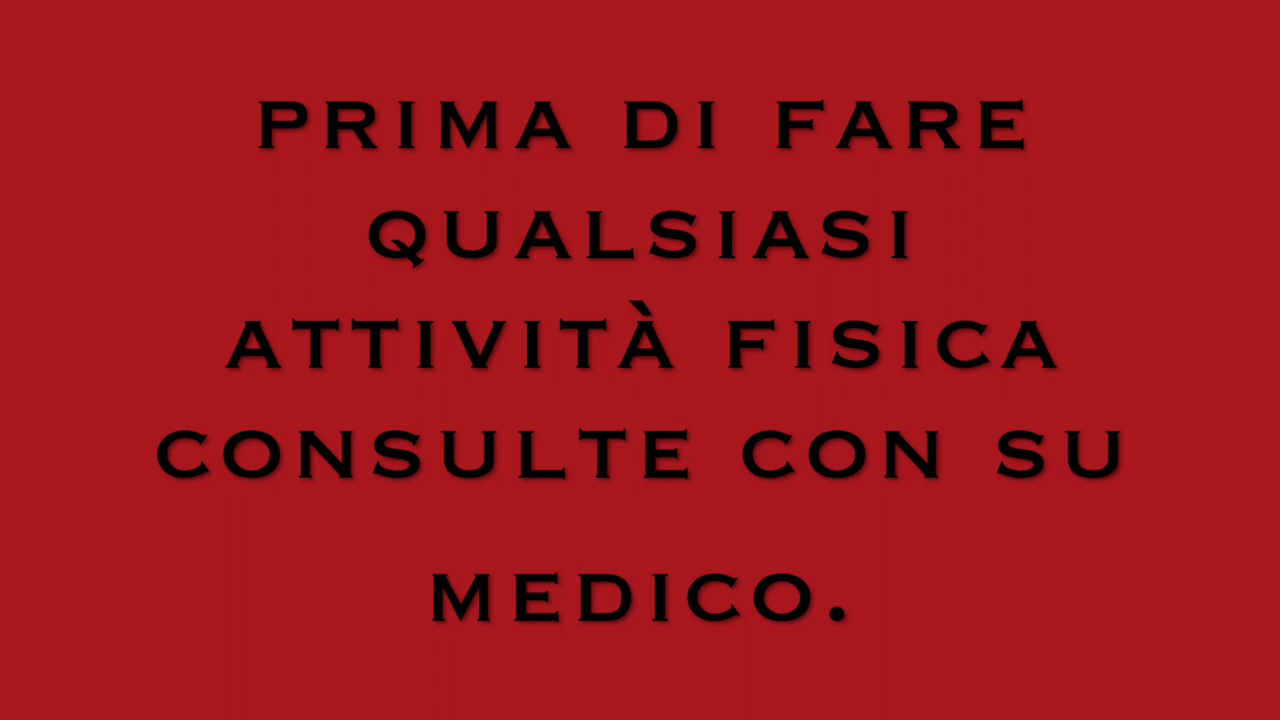 PRIMA DI FARE
QUALSIASI
ATTIVITÀ FISICA
CONSULTE CON SU
MEDICO.